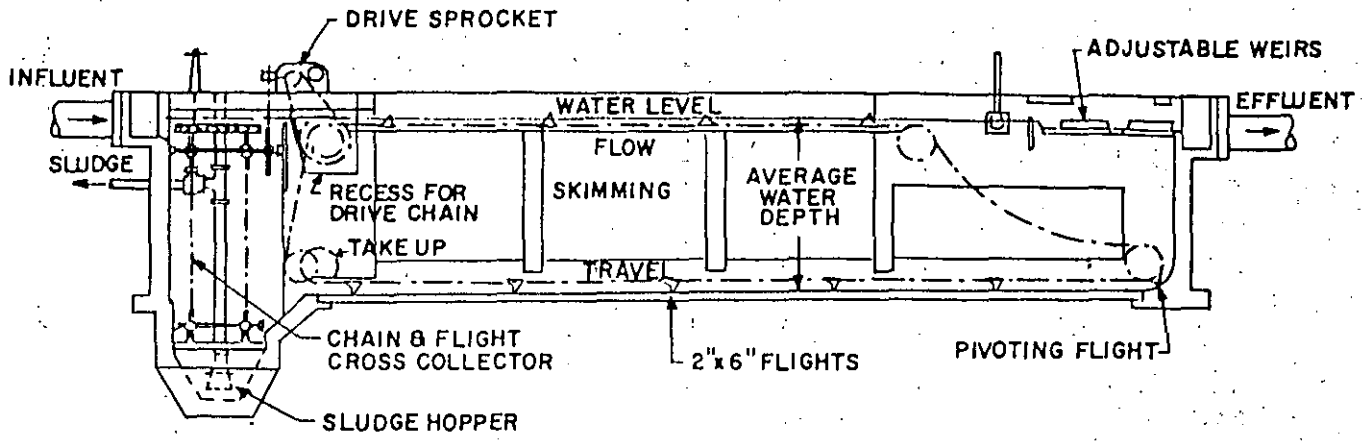 DRIVE SPROCKET
ADJUSTABLE WEIRS
INFLUENT
WATER LEVEL
EFFLUENT
FLOW
SLUDGE
RECESS FOR
DRIVE CHAIN
SKIMMING
AVERAGE
WATER
DEPTH
TAKE UP
TRAVEL
CHAIN & FLIGHT
CROSS COLLECTOR
2"x6" FLIGHTS
PIVOTING FLIGHT
SLUDGE HOPPER